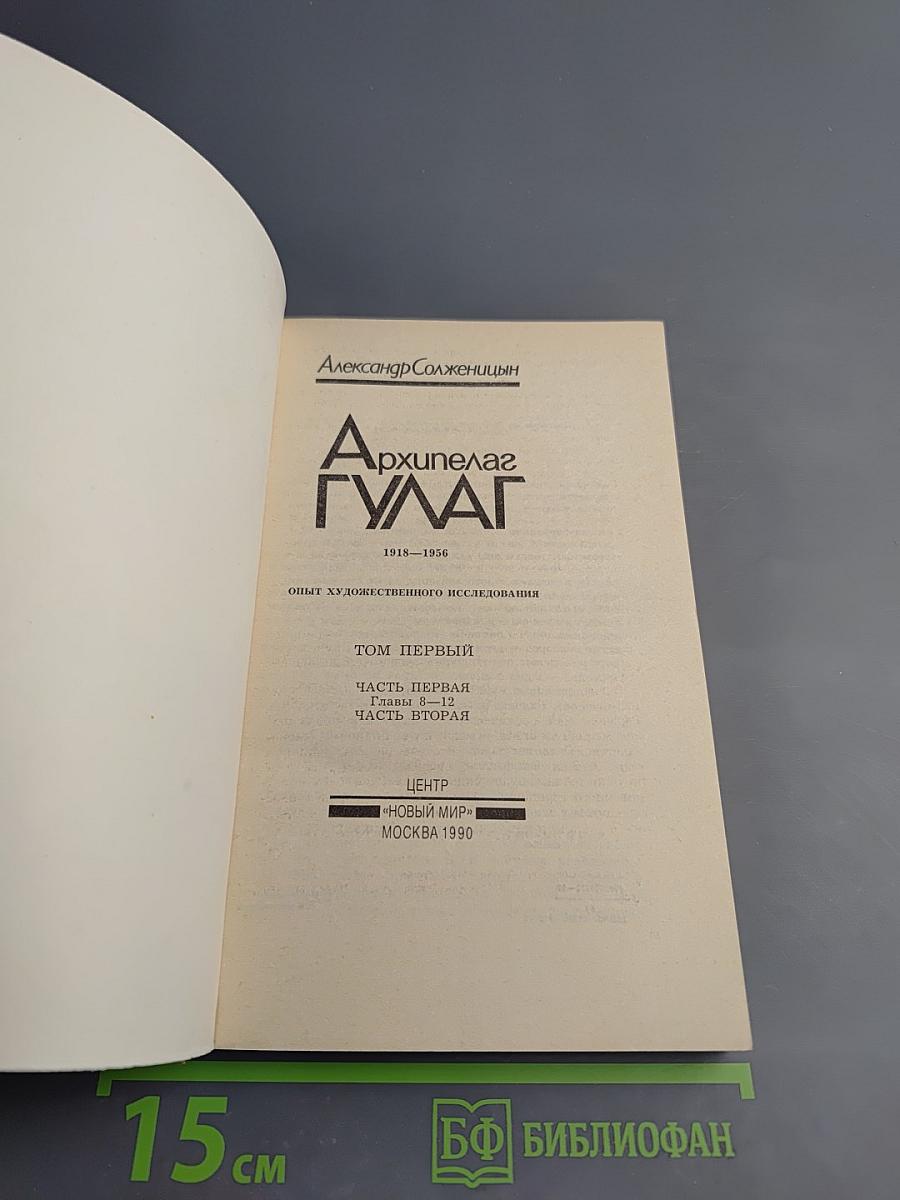 Александр Солженицын
Архипелаг
ГУЛАГ
1918—1956
ОПЫТ ХУДОЖЕСТВЕННОГО ИССЛЕДОВАНИЯ
ТОМ ПЕРВЫЙ
ЧАСТЬ ПЕРВАЯ
Главы 8—12
ЧАСТЬ ВТОРАЯ
ЦЕНТР
«НОВЫЙ МИР»
МОСКВА 1990
15 см
БФ БИБЛИОФАН